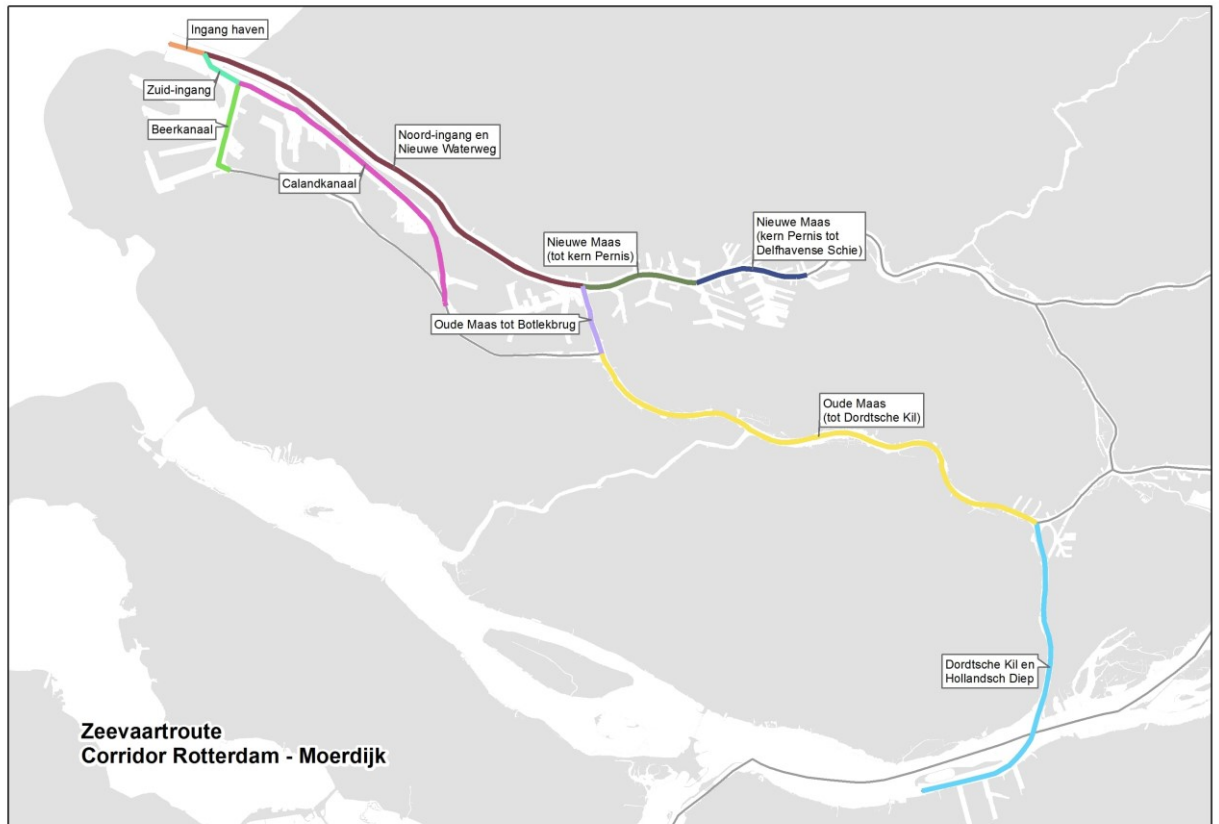 Ingang haven
Zuid-ingang
Beerkanaal
Noord-ingang en
Nieuwe Waterweg
Calandkanaal
Nieuwe Maas
(tot kern Pernis)
Nieuwe Maas
(kern Pernis tot
Delfhavense Schie)
Oude Maas tot Botlekbrug
Oude Maas
(tot Dordtsche Kil)
Dordtsche Kil en
Hollandsch Diep
Zeevaartroute
Corridor Rotterdam - Moerdijk